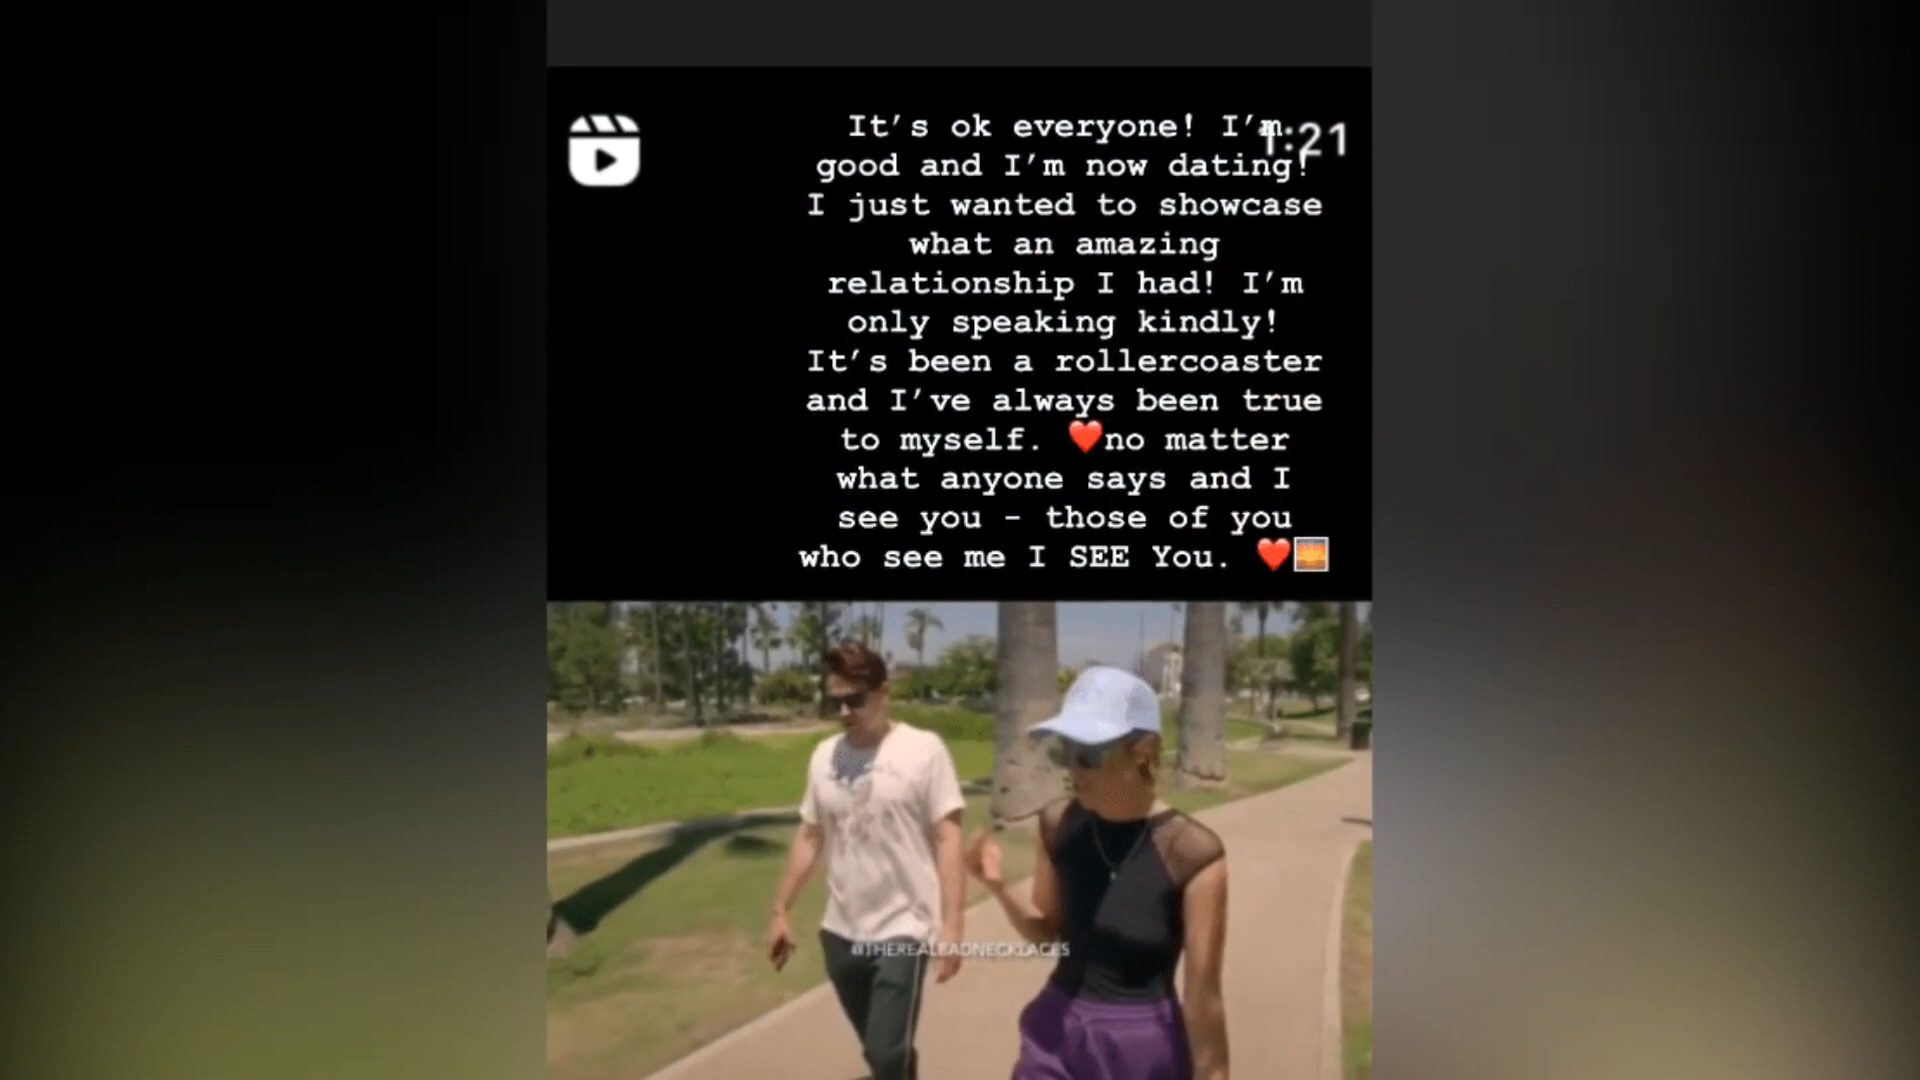 It's ok everyone! I'm
1:21
good and I'm now dating!
I just wanted to showcase
what an amazing
relationship I had! I'm
only speaking kindly!
It's been a rollercoaster
and I've always been true
to myself. ❤️no matter
what anyone says and I
see you - those of you
who see me I SEE You. ❤️🌅
@THEREALBADNECKLACES